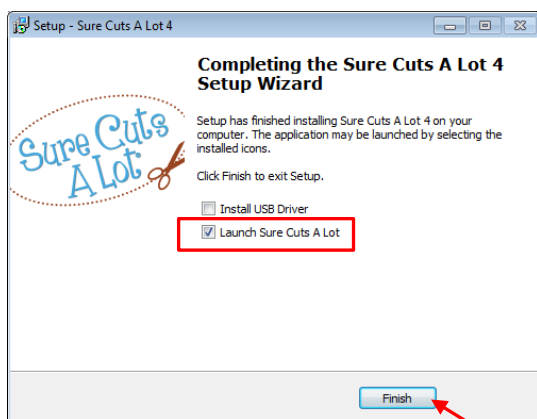 Setup - Sure Cuts A Lot 4
Completing the Sure Cuts A Lot 4
Setup Wizard
Sure Cuts
A Lot
Setup has finished installing Sure Cuts A Lot 4 on your
computer. The application may be launched by selecting the
installed icons.
Click Finish to exit Setup.
Install USB Driver
Launch Sure Cuts A Lot
Finish